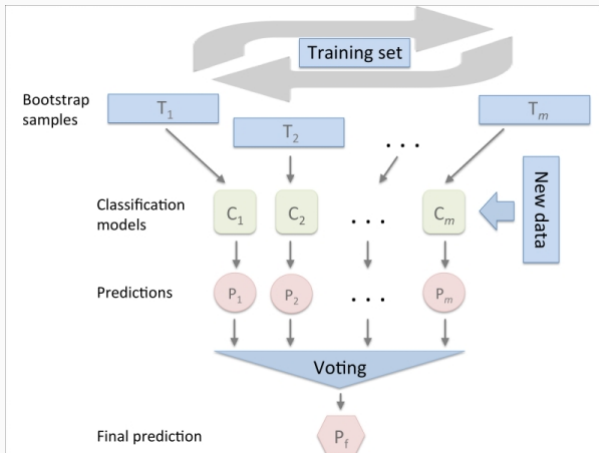 Training set
Bootstrap
samples
T1
T2
. . .
Tm
Classification
models
C1
C2
. . .
Cm
New data
Predictions
P1
P2
. . .
Pm
Voting
Final prediction
Pf